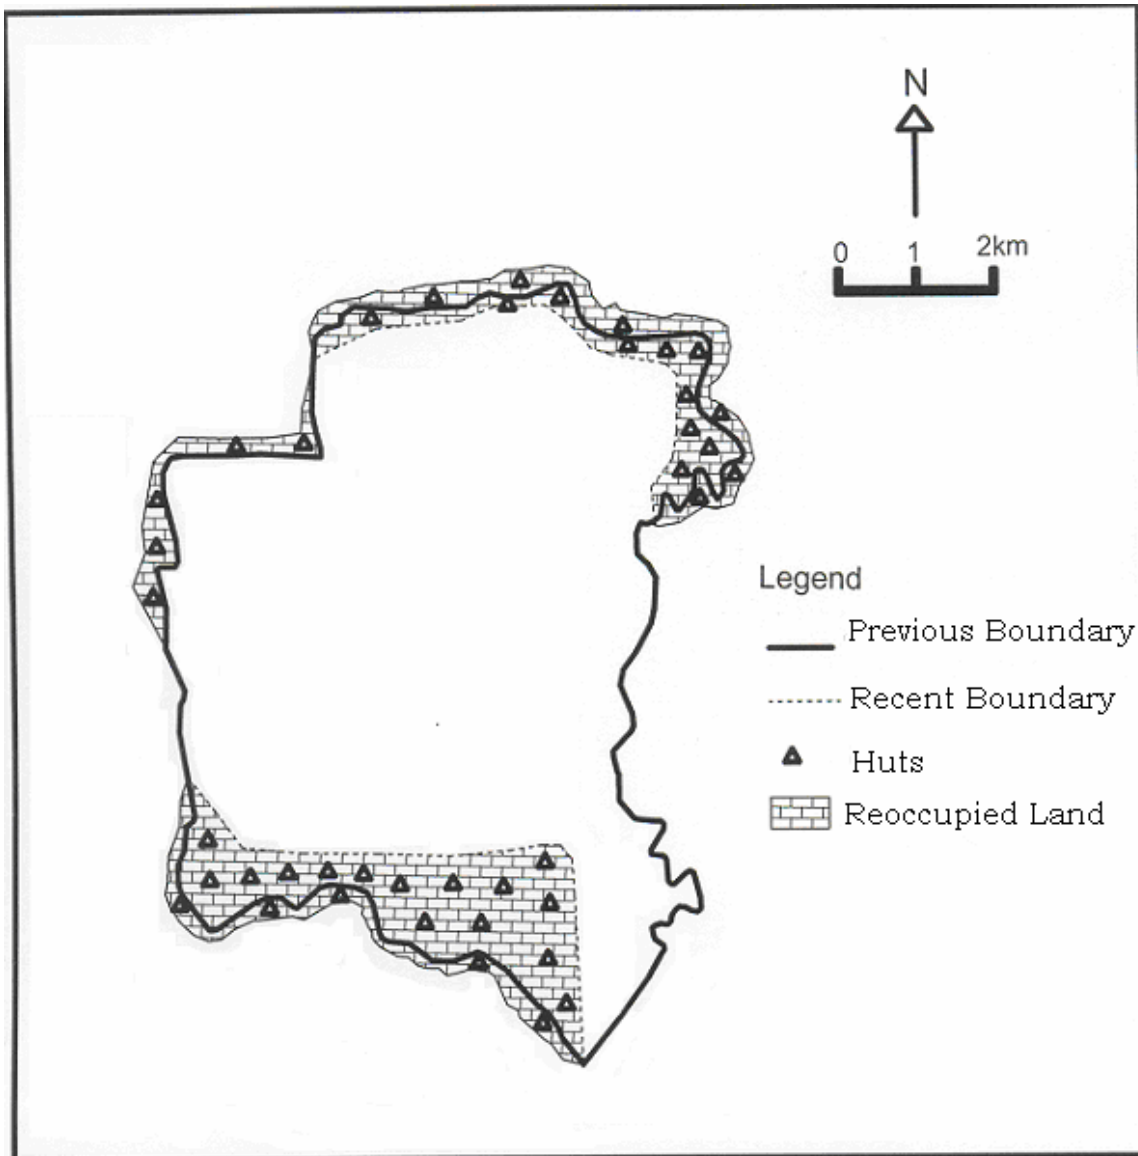 N
0 1 2km
Legend
Previous Boundary
Recent Boundary
Huts
Reoccupied Land